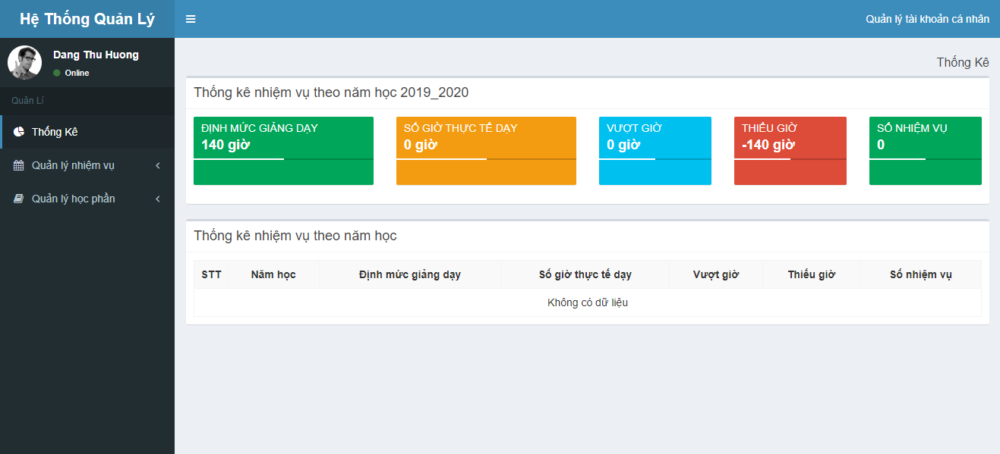 Hệ Thống Quản Lý
Quản lý tài khoản cá nhân
Dang Thu Huong
Online
Quản Lí
Thống Kê
Quản lý nhiệm vụ
Quản lý học phần
Thống Kê
Thống kê nhiệm vụ theo năm học 2019_2020
ĐỊNH MỨC GIẢNG DẠY
140 giờ
SỐ GIỜ THỰC TẾ DẠY
0 giờ
VƯỢT GIỜ
0 giờ
THIẾU GIỜ
-140 giờ
SỐ NHIỆM VỤ
0
Thống kê nhiệm vụ theo năm học
STT Năm học Định mức giảng dạy Số giờ thực tế dạy Vượt giờ Thiếu giờ Số nhiệm vụ
Không có dữ liệu